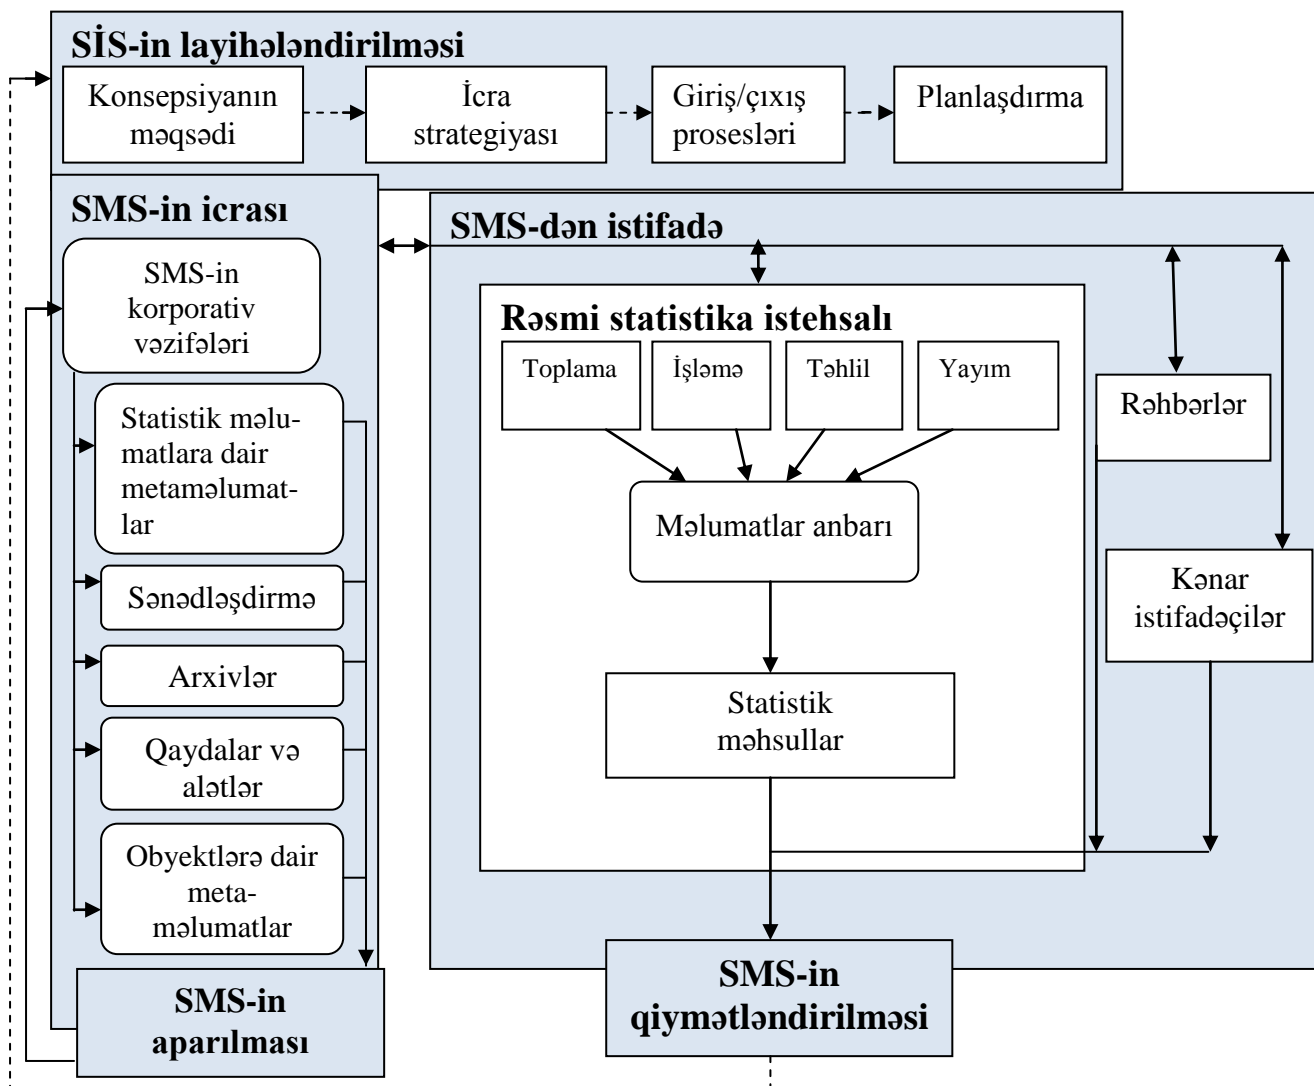 SİS-in layihələndirilməsi
Konsepsiyanın
məqsədi
İcra
strategiyası
Giriş/çıxış
prosesləri
Planlaşdırma
SMS-in icrası
SMS-in
korporativ
vəzifələri
Statistik məlu-
matlara dair
metaməlumat-
lar
Sənədləşdirmə
Arxivlər
Qaydalar və
alətlər
Obyektlərə dair
meta-
məlumatlar
SMS-in
aparılması
SMS-dən istifadə
Rəsmi statistika istehsalı
Toplama
İşləmə
Təhlil
Yayım
Məlumatlar anbarı
Statistik
məhsullar
Rəhbərlər
Kənar
istifadəçilər
SMS-in
qiymətləndirilməsi